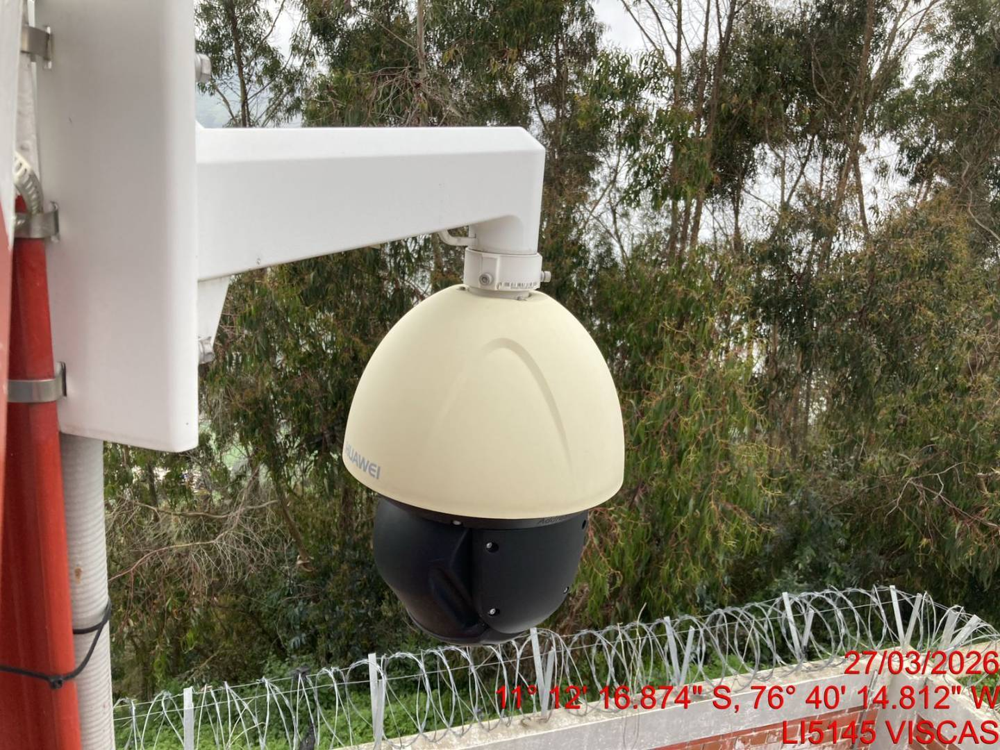 HUAWEI
27/03/2026
11° 12' 16.874" S, 76° 40' 14.812" W
LI5145 VISCAS